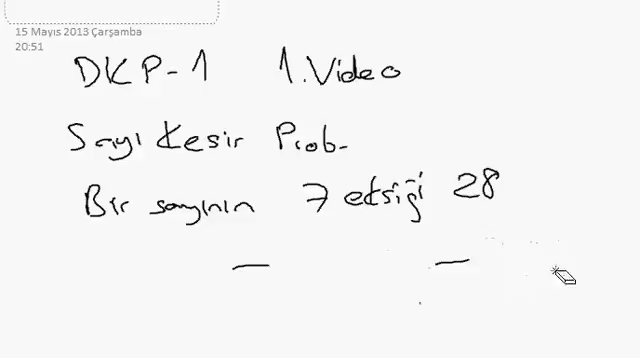 15 Mayıs 2013 Çarşamba
20:51
DKP-1 1.Video
Sayı Kesir Prob-
Bir sayının 7 eksiği 28